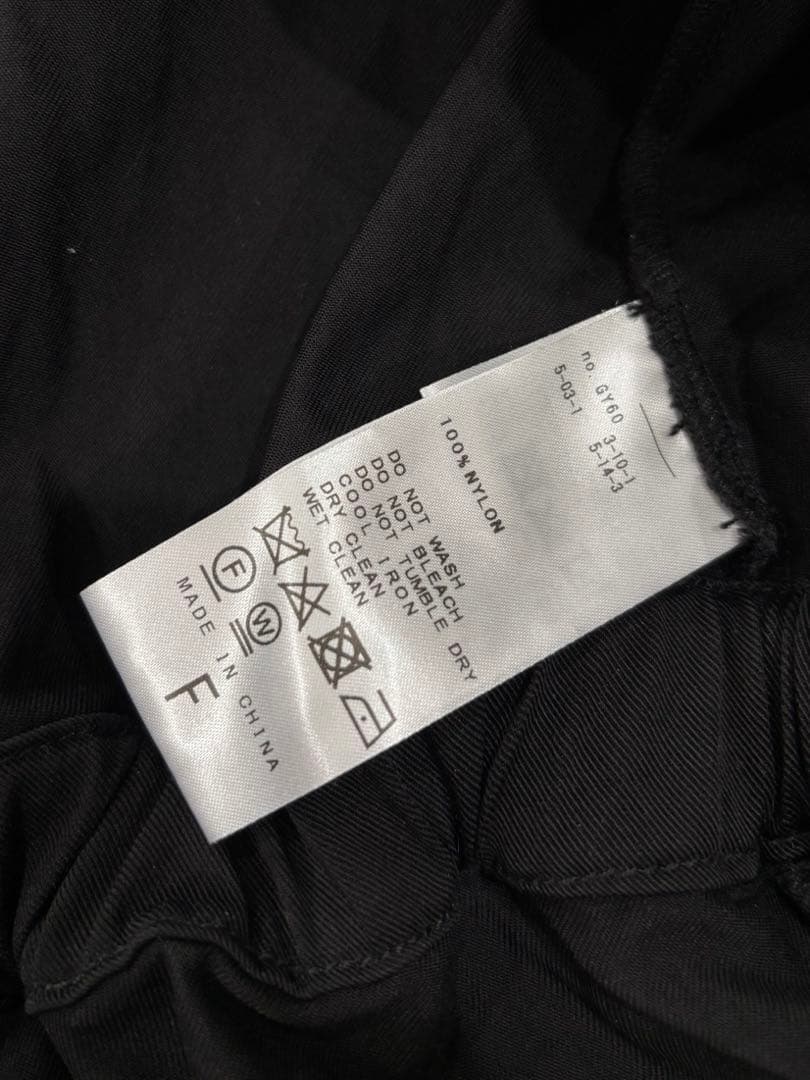 no. GY60 3-10-1
5-03-1 5-14-3
100% NYLON
DO NOT WASH
DO NOT BLEACH
DO NOT TUMBLE DRY
COOL IRON
DRY CLEAN
WET CLEAN
F W
MADE IN CHINA
F